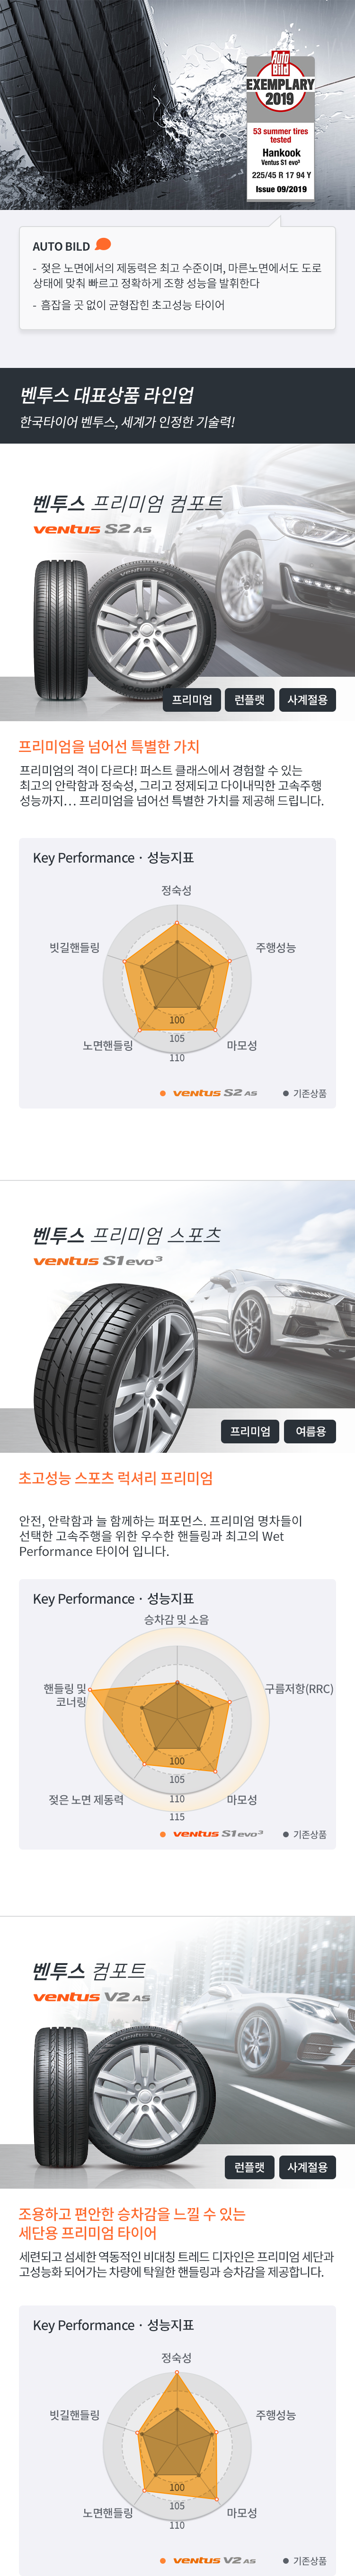 Auto
Bild
EXEMPLARY
2019
53 summer tires
tested
Hankook
Ventus S1 evo³
225/45 R 17 94 Y
Issue 09/2019
AUTO BILD
- 젖은 노면에서의 제동력은 최고 수준이며, 마른노면에서도 도로
상태에 맞춰 빠르고 정확하게 조향 성능을 발휘한다
- 흠잡을 곳 없이 균형잡힌 초고성능 타이어
벤투스 대표상품 라인업
한국타이어 벤투스, 세계가 인정한 기술력!
벤투스 프리미엄 컴포트
ventus S2 AS
프리미엄 런플랫 사계절용
프리미엄을 넘어선 특별한 가치
프리미엄의 격이 다르다! 퍼스트 클래스에서 경험할 수 있는
최고의 안락함과 정숙성, 그리고 정제되고 다이내믹한 고속주행
성능까지… 프리미엄을 넘어선 특별한 가치를 제공해 드립니다.
Key Performance · 성능지표
정숙성
빗길핸들링 주행성능
100
노면핸들링 105 마모성
110
ventus S2 AS 기존상품
벤투스 프리미엄 스포츠
ventus S1 evo³
프리미엄 여름용
초고성능 스포츠 럭셔리 프리미엄
안전, 안락함과 늘 함께하는 퍼포먼스. 프리미엄 명차들이
선택한 고속주행을 위한 우수한 핸들링과 최고의 Wet
Performance 타이어 입니다.
Key Performance · 성능지표
승차감 및 소음
핸들링 및 구름저항(RRC)
코너링
100
105
젖은 노면 제동력 110 마모성
115
ventus S1 evo³ 기존상품
벤투스 컴포트
ventus V2 AS
런플랫 사계절용
조용하고 편안한 승차감을 느낄 수 있는
세단용 프리미엄 타이어
세련되고 섬세한 역동적인 비대칭 트레드 디자인은 프리미엄 세단과
고성능화 되어가는 차량에 탁월한 핸들링과 승차감을 제공합니다.
Key Performance · 성능지표
정숙성
빗길핸들링 주행성능
100
노면핸들링 105 마모성
110
ventus V2 AS 기존상품